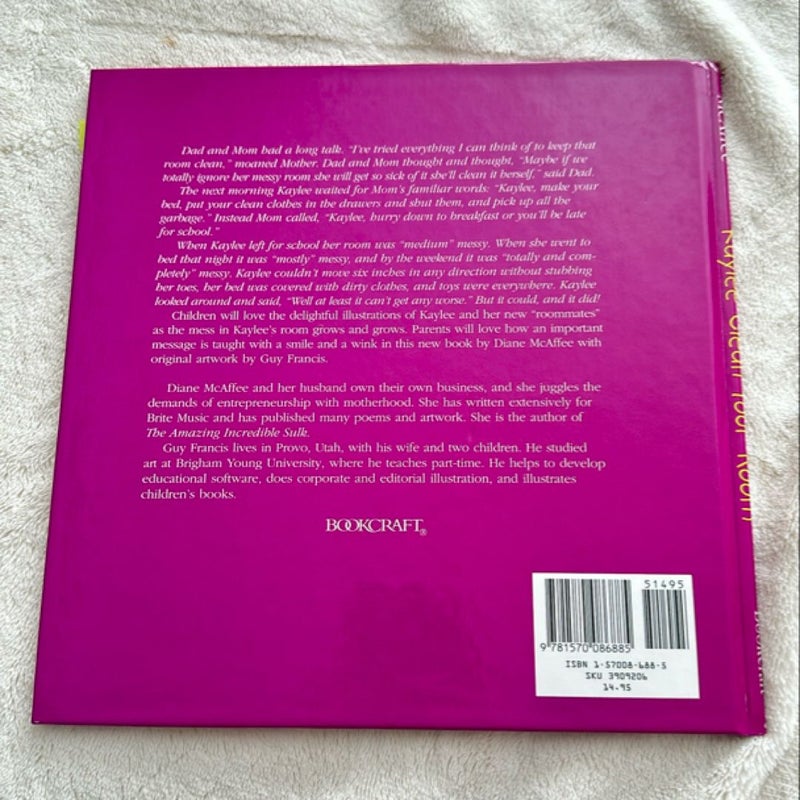 Dad and Mom had a long talk. "I've tried everything I can think of to keep that
room clean," moaned Mother. Dad and Mom thought and thought, "Maybe if we
totally ignore her messy room she will get so sick of it she'll clean it herself," said Dad.
The next morning Kaylee waited for Mom's familiar words: "Kaylee, make your
bed, put your clean clothes in the drawers and shut them, and pick up all the
garbage." Instead Mom called, "Kaylee, hurry down to breakfast or you'll be late
for school."
When Kaylee left for school her room was "medium" messy. When she went to
bed that night it was "mostly" messy, and by the weekend it was "totally and com-
pletely" messy. Kaylee couldn't move six inches in any direction without stubbing
her toes, her bed was covered with dirty clothes, and toys were everywhere. Kaylee
looked around and said, "Well at least it can't get any worse." But it could, and it did!
Children will love the delightful illustrations of Kaylee and her new "roommates"
as the mess in Kaylee's room grows and grows. Parents will love how an important
message is taught with a smile and a wink in this new book by Diane McAffee with
original artwork by Guy Francis.
Diane McAffee and her husband own their own business, and she juggles the
demands of entrepreneurship with motherhood. She has written extensively for
Brite Music and has published many poems and artwork. She is the author of
The Amazing Incredible Sulk.
Guy Francis lives in Provo, Utah, with his wife and two children. He studied
art at Brigham Young University, where he teaches part-time. He helps to develop
educational software, does corporate and editorial illustration, and illustrates
children's books.
BOOKCRAFT®
51495
9 781570 086885
ISBN 1-57008-688-5
SKU 3909206
14.95
Kaylee Clean Your Room
Bookcraft